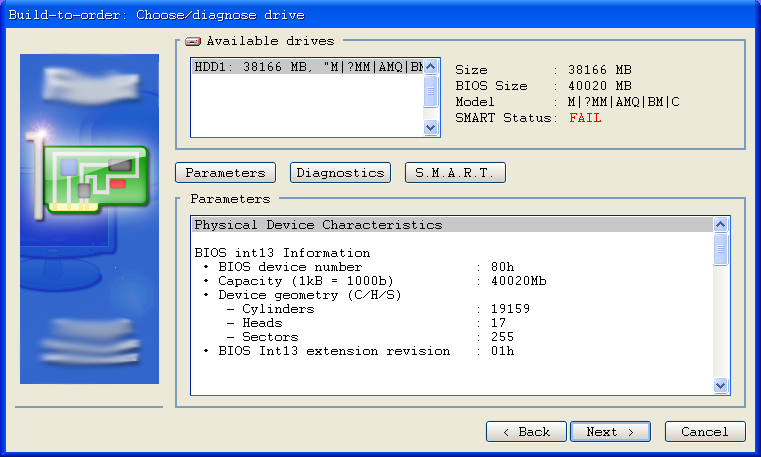 Build-to-order: Choose/diagnose drive
Available drives
HDD1: 38166 MB, "M|?MM|AMQ|BM
Size : 38166 MB
BIOS Size : 40020 MB
Model : M|?MM|AMQ|BM|C
SMART Status: FAIL
Parameters Diagnostics S.M.A.R.T.
Parameters
Physical Device Characteristics
BIOS int13 Information
• BIOS device number : 80h
• Capacity (1kB = 1000b) : 40020Mb
• Device geometry (C/H/S)
– Cylinders : 19159
– Heads : 17
– Sectors : 255
• BIOS Int13 extension revision : 01h
< Back Next > Cancel